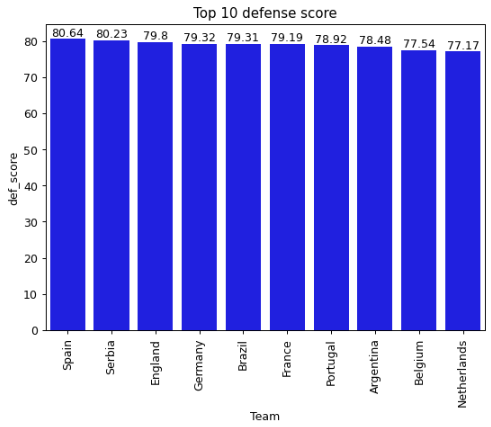 Top 10 defense score
80.64 80.23 79.8 79.32 79.31 79.19 78.92 78.48 77.54 77.17
80
70
60
50
40
30
20
10
0
def_score
Spain Serbia England Germany Brazil France Portugal Argentina Belgium Netherlands
Team